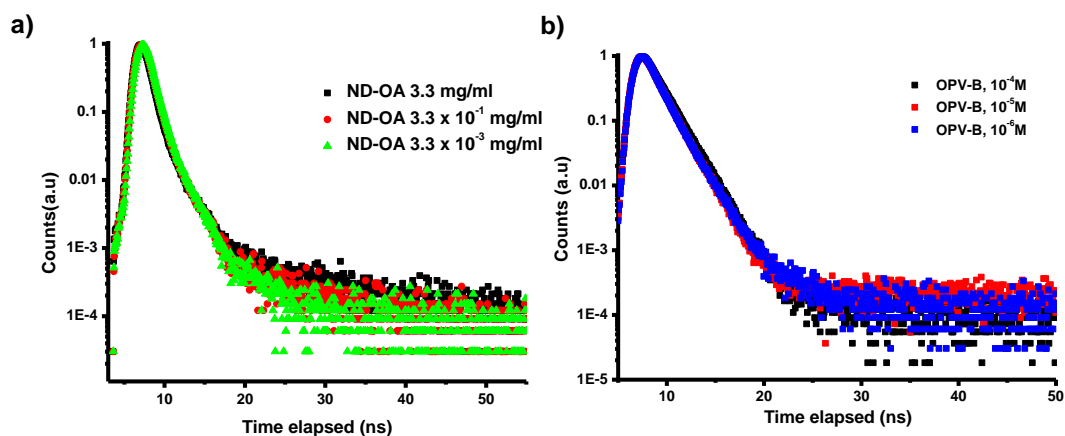 a)
Counts(a.u)
1
0.1
0.01
1E-3
1E-4
10
20
30
40
50
Time elapsed (ns)
ND-OA 3.3 mg/ml
ND-OA 3.3 x 10⁻¹ mg/ml
ND-OA 3.3 x 10⁻³ mg/ml
b)
Counts (a.u)
1
0.1
0.01
1E-3
1E-4
1E-5
10
20
30
40
50
Time elapsed (ns)
OPV-B, 10⁻⁴M
OPV-B, 10⁻⁵M
OPV-B, 10⁻⁶M